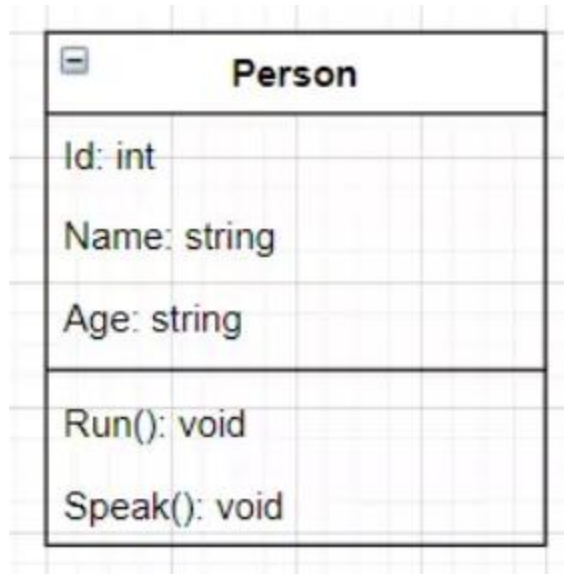 Person
Id: int
Name: string
Age: string
Run(): void
Speak(): void